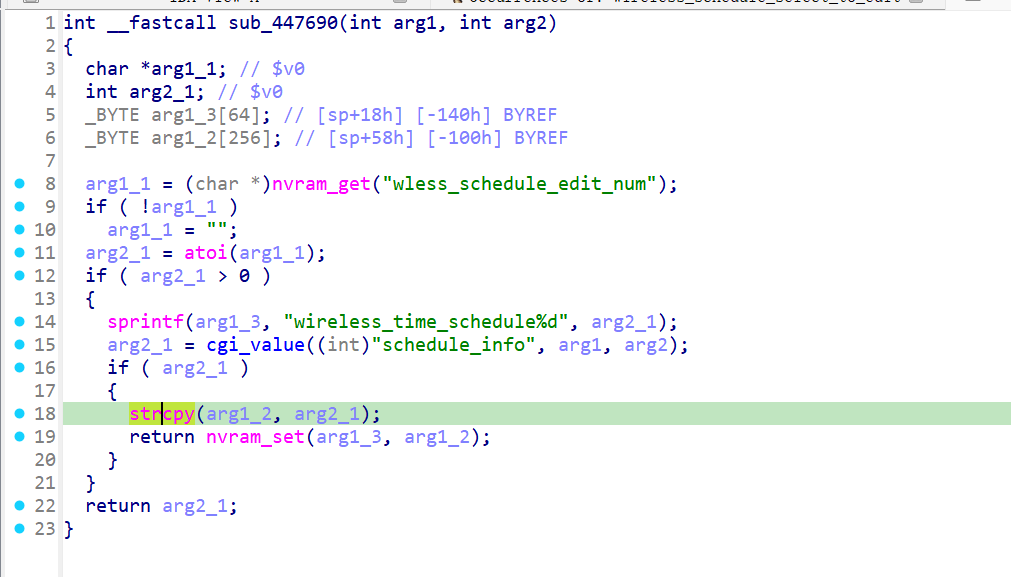 1 int __fastcall sub_447690(int arg1, int arg2)
2 {
3   char *arg1_1; // $v0
4   int arg2_1; // $v0
5   _BYTE arg1_3[64]; // [sp+18h] [-140h] BYREF
6   _BYTE arg1_2[256]; // [sp+58h] [-100h] BYREF
7
8   arg1_1 = (char *)nvram_get("wless_schedule_edit_num");
9   if ( !arg1_1 )
10     arg1_1 = "";
11   arg2_1 = atoi(arg1_1);
12   if ( arg2_1 > 0 )
13   {
14     sprintf(arg1_3, "wireless_time_schedule%d", arg2_1);
15     arg2_1 = cgi_value((int)"schedule_info", arg1, arg2);
16     if ( arg2_1 )
17     {
18       strcpy(arg1_2, arg2_1);
19       return nvram_set(arg1_3, arg1_2);
20     }
21   }
22   return arg2_1;
23 }